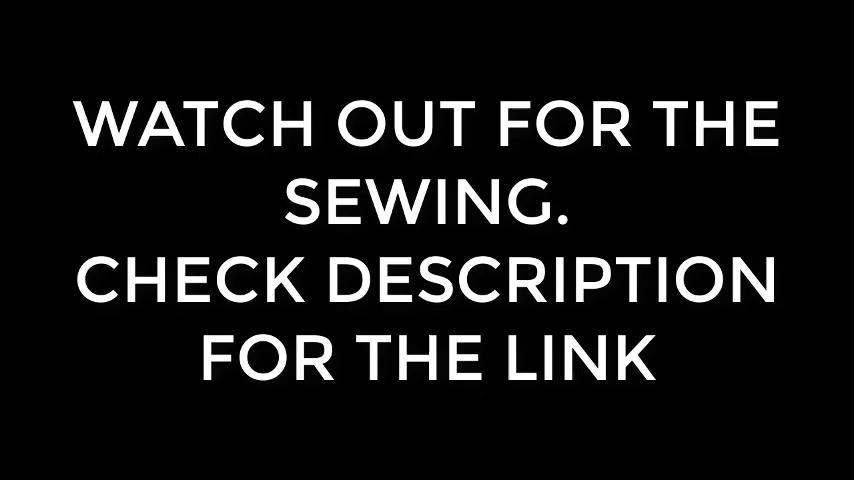 WATCH OUT FOR THE
SEWING.
CHECK DESCRIPTION
FOR THE LINK